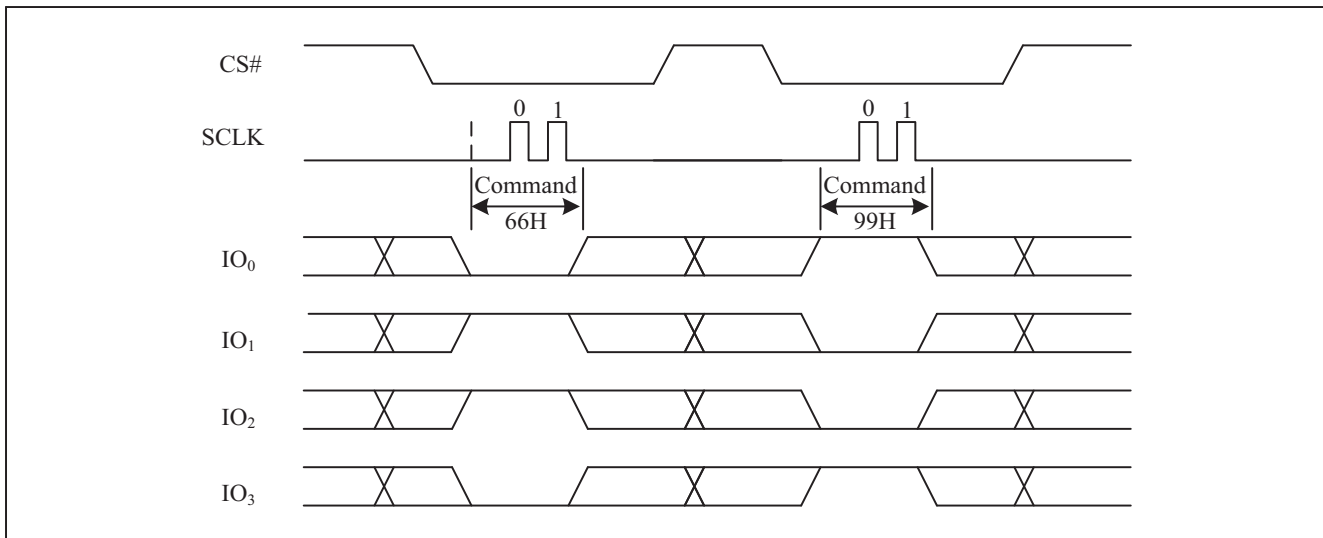 CS#
0 1 0 1
SCLK
Command Command
66H 99H
IO₀
IO₁
IO₂
IO₃